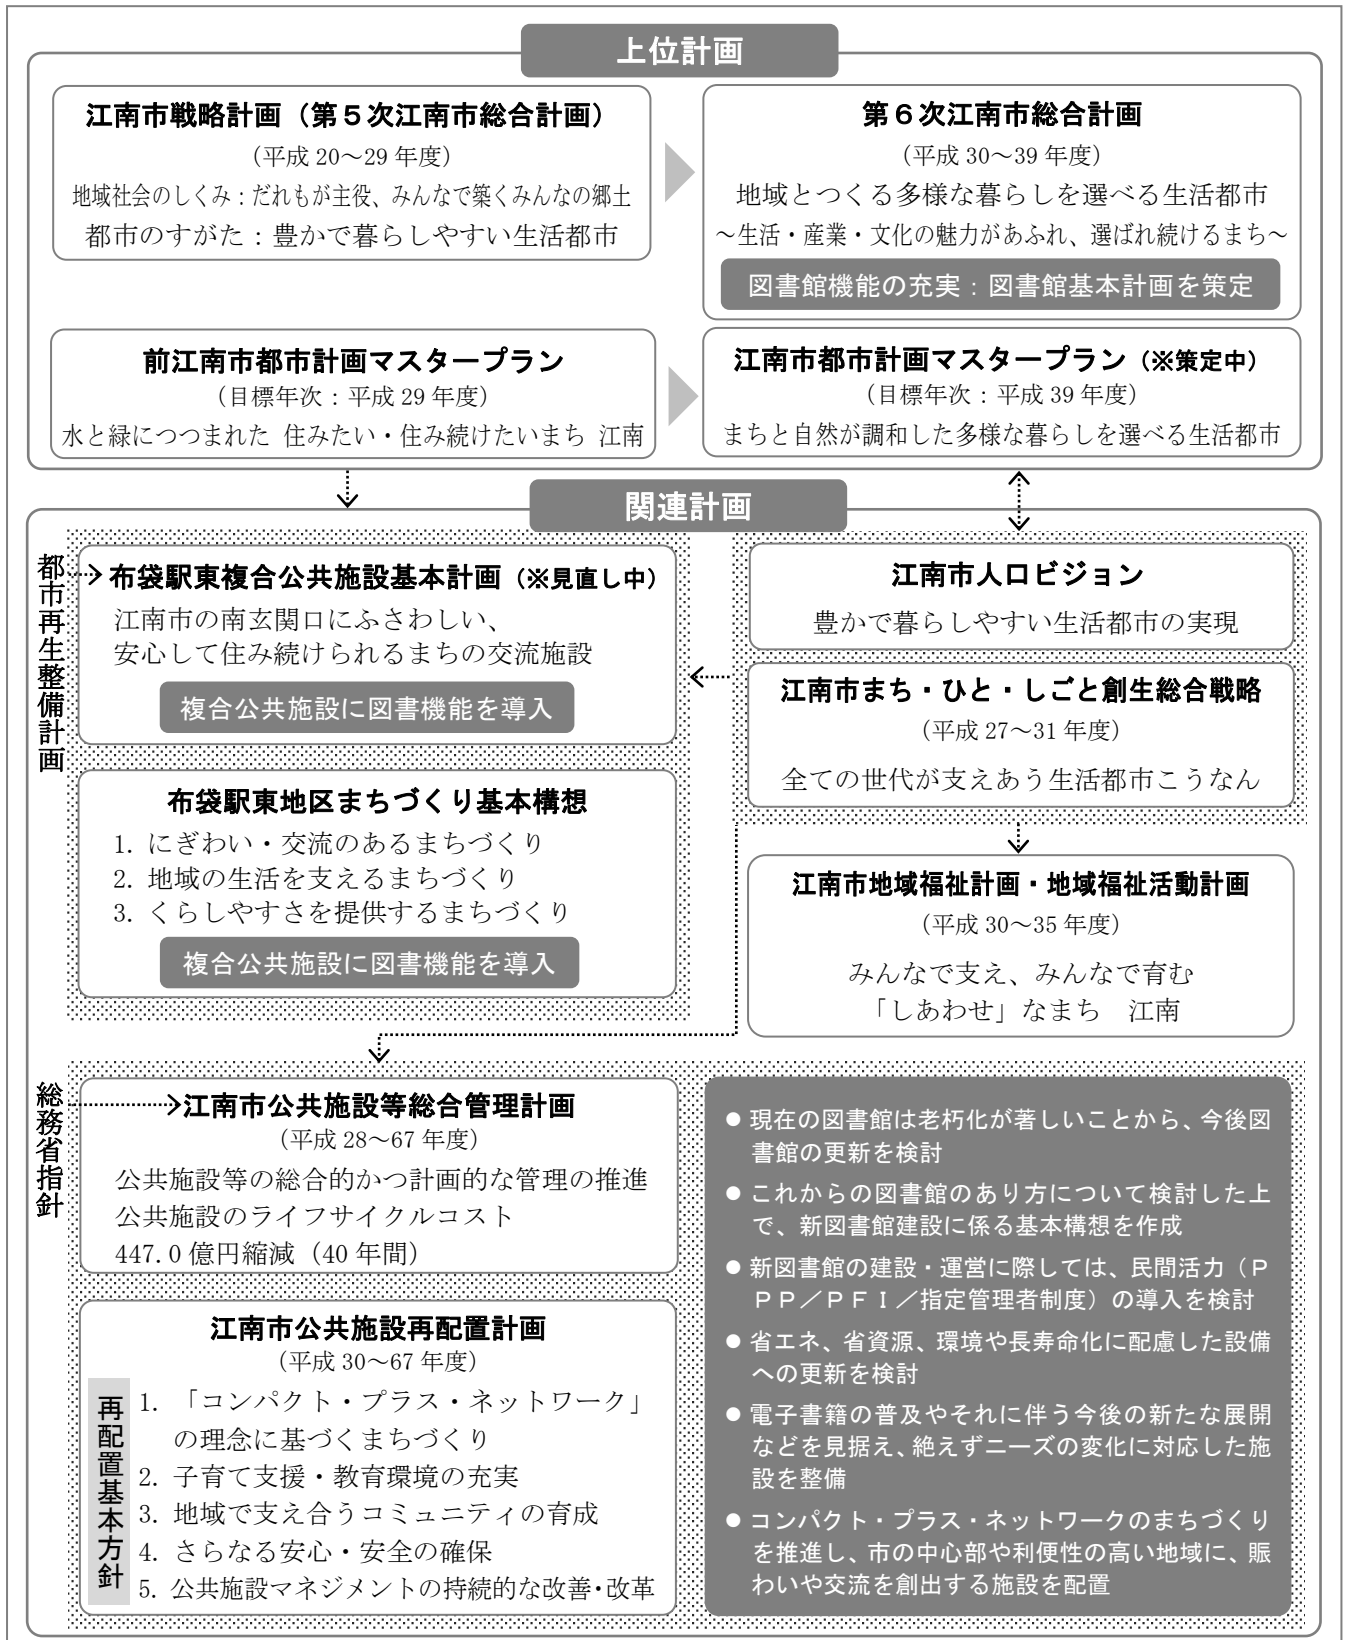 上位計画
江南市戦略計画（第５次江南市総合計画）
（平成 20～29 年度）
地域社会のしくみ：だれもが主役、みんなで築くみんなの郷土
都市のすがた：豊かで暮らしやすい生活都市
第６次江南市総合計画
（平成 30～39 年度）
地域とつくる多様な暮らしを選べる生活都市
～生活・産業・文化の魅力があふれ、選ばれ続けるまち～
図書館機能の充実：図書館基本計画を策定
前江南市都市計画マスタープラン
（目標年次：平成 29 年度）
水と緑につつまれた 住みたい・住み続けたいまち 江南
江南市都市計画マスタープラン（※策定中）
（目標年次：平成 39 年度）
まちと自然が調和した多様な暮らしを選べる生活都市
関連計画
都市再生整備計画
布袋駅東複合公共施設基本計画（※見直し中）
江南市の南玄関口にふさわしい、
安心して住み続けられるまちの交流施設
複合公共施設に図書機能を導入
布袋駅東地区まちづくり基本構想
1. にぎわい・交流のあるまちづくり
2. 地域の生活を支えるまちづくり
3. くらしやすさを提供するまちづくり
複合公共施設に図書機能を導入
江南市人口ビジョン
豊かで暮らしやすい生活都市の実現
江南市まち・ひと・しごと創生総合戦略
（平成 27～31 年度）
全ての世代が支えあう生活都市こうなん
江南市地域福祉計画・地域福祉活動計画
（平成 30～35 年度）
みんなで支え、みんなで育む
「しあわせ」なまち　江南
総務省指針
江南市公共施設等総合管理計画
（平成 28～67 年度）
公共施設等の総合的かつ計画的な管理の推進
公共施設のライフサイクルコスト
447.0 億円縮減（40 年間）
江南市公共施設再配置計画
（平成 30～67 年度）
再配置基本方針
1. 「コンパクト・プラス・ネットワーク」
の理念に基づくまちづくり
2. 子育て支援・教育環境の充実
3. 地域で支え合うコミュニティの育成
4. さらなる安心・安全の確保
5. 公共施設マネジメントの持続的な改善・改革
● 現在の図書館は老朽化が著しいことから、今後図
書館の更新を検討
● これからの図書館のあり方について検討した上
で、新図書館建設に係る基本構想を作成
● 新図書館の建設・運営に際しては、民間活力（Ｐ
ＰＰ／ＰＦＩ／指定管理者制度）の導入を検討
● 省エネ、省資源、環境や長寿命化に配慮した設備
への更新を検討
● 電子書籍の普及やそれに伴う今後の新たな展開
などを見据え、絶えずニーズの変化に対応した施
設を整備
● コンパクト・プラス・ネットワークのまちづくり
を推進し、市の中心部や利便性の高い地域に、賑
わいや交流を創出する施設を配置